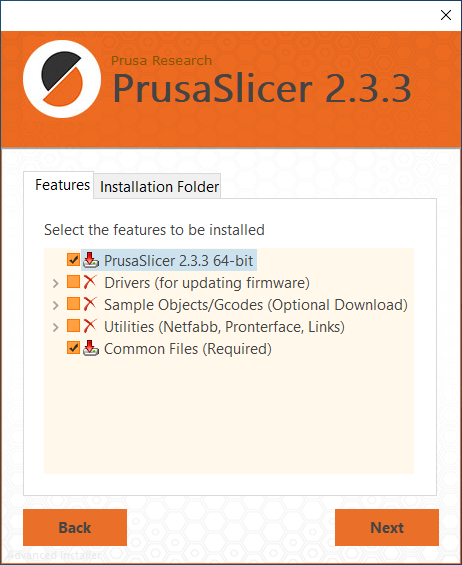 Prusa Research
PrusaSlicer 2.3.3
Features
Installation Folder
Select the features to be installed
PrusaSlicer 2.3.3 64-bit
Drivers (for updating firmware)
Sample Objects/Gcodes (Optional Download)
Utilities (Netfabb, Pronterface, Links)
Common Files (Required)
Back
Next
Advanced Installer